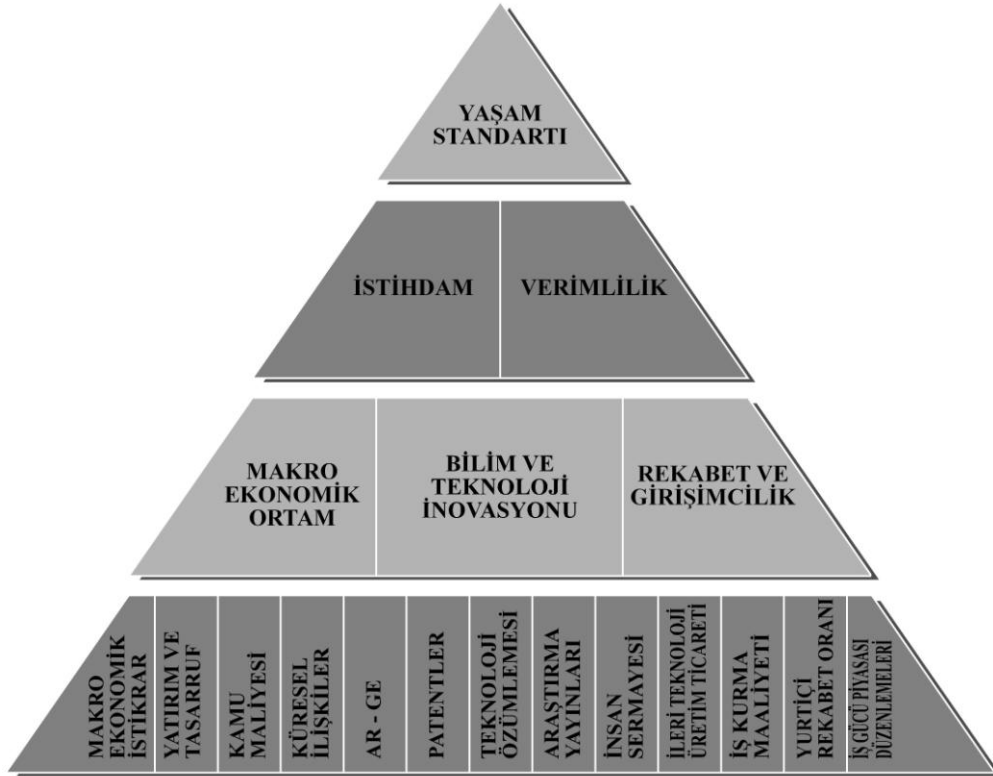 YAŞAM
STANDARTI
İSTİHDAM
VERİMLİLİK
MAKRO
EKONOMİK
ORTAM
BİLİM VE
TEKNOLOJİ
İNOVASYONU
REKABET VE
GİRİŞİMCİLİK
MAKRO
EKONOMİK
İSTİKRAR
YATIRIM VE
TASARRUF
KAMU
MALİYESİ
KÜRESEL
İLİŞKİLER
AR - GE
PATENTLER
TEKNOLOJİ
ÖZÜMLEMESİ
ARAŞTIRMA
YAYINLARI
İNSAN
SERMAYESİ
İLERİ TEKNOLOJİ
ÜRETİM TİCARETİ
İŞ KURMA
MAALİYETİ
YURTİÇİ
REKABET ORANI
İŞ GÜCÜ PİYASASI
DUZENLEMELERİ